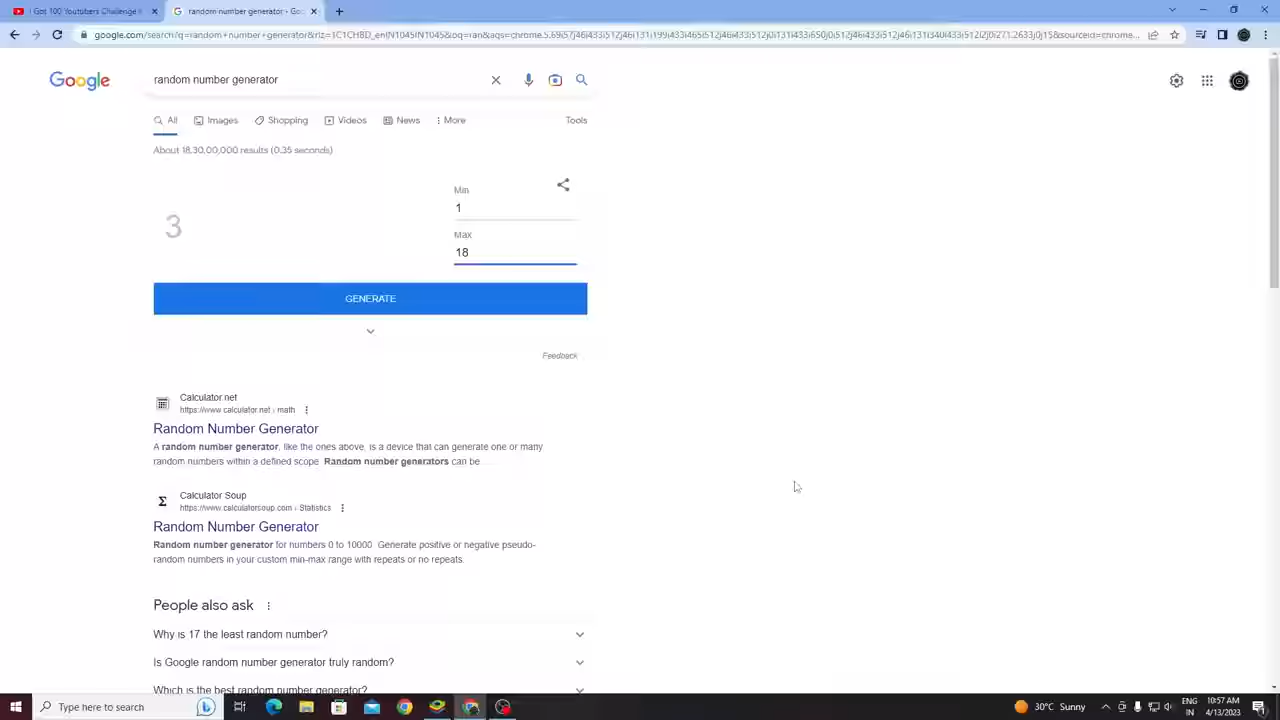 I Got 100 Youtubers Challenge
random number generator - Goo
google.com/search?q=random+number+generator&rlz=1C1CHBD_enIN1045IN1045&oq=ran&aqs=chrome
Google
random number generator
All Images Shopping Videos News More Tools
About 18,30,00,000 results (0.35 seconds)
Min
1
3
Max
18
GENERATE
Feedback
Calculator.net
https://www.calculator.net › math
Random Number Generator
A random number generator, like the ones above, is a device that can generate one or many
random numbers within a defined scope. Random number generators can be
Calculator Soup
https://www.calculatorsoup.com › Statistics
Random Number Generator
Random number generator for numbers 0 to 10000. Generate positive or negative pseudo-
random numbers in your custom min-max range with repeats or no repeats.
People also ask
Why is 17 the least random number?
Is Google random number generator truly random?
Which is the best random number generator?
Type here to search
Sunny
ENG
IN
10:57 AM
4/13/2023